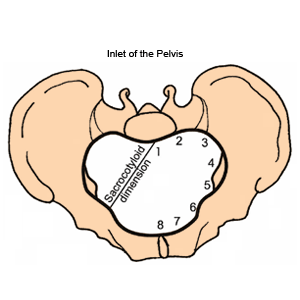 Inlet of the Pelvis
Sacrocotyloid
dimension
1
2
3
4
5
6
7
8